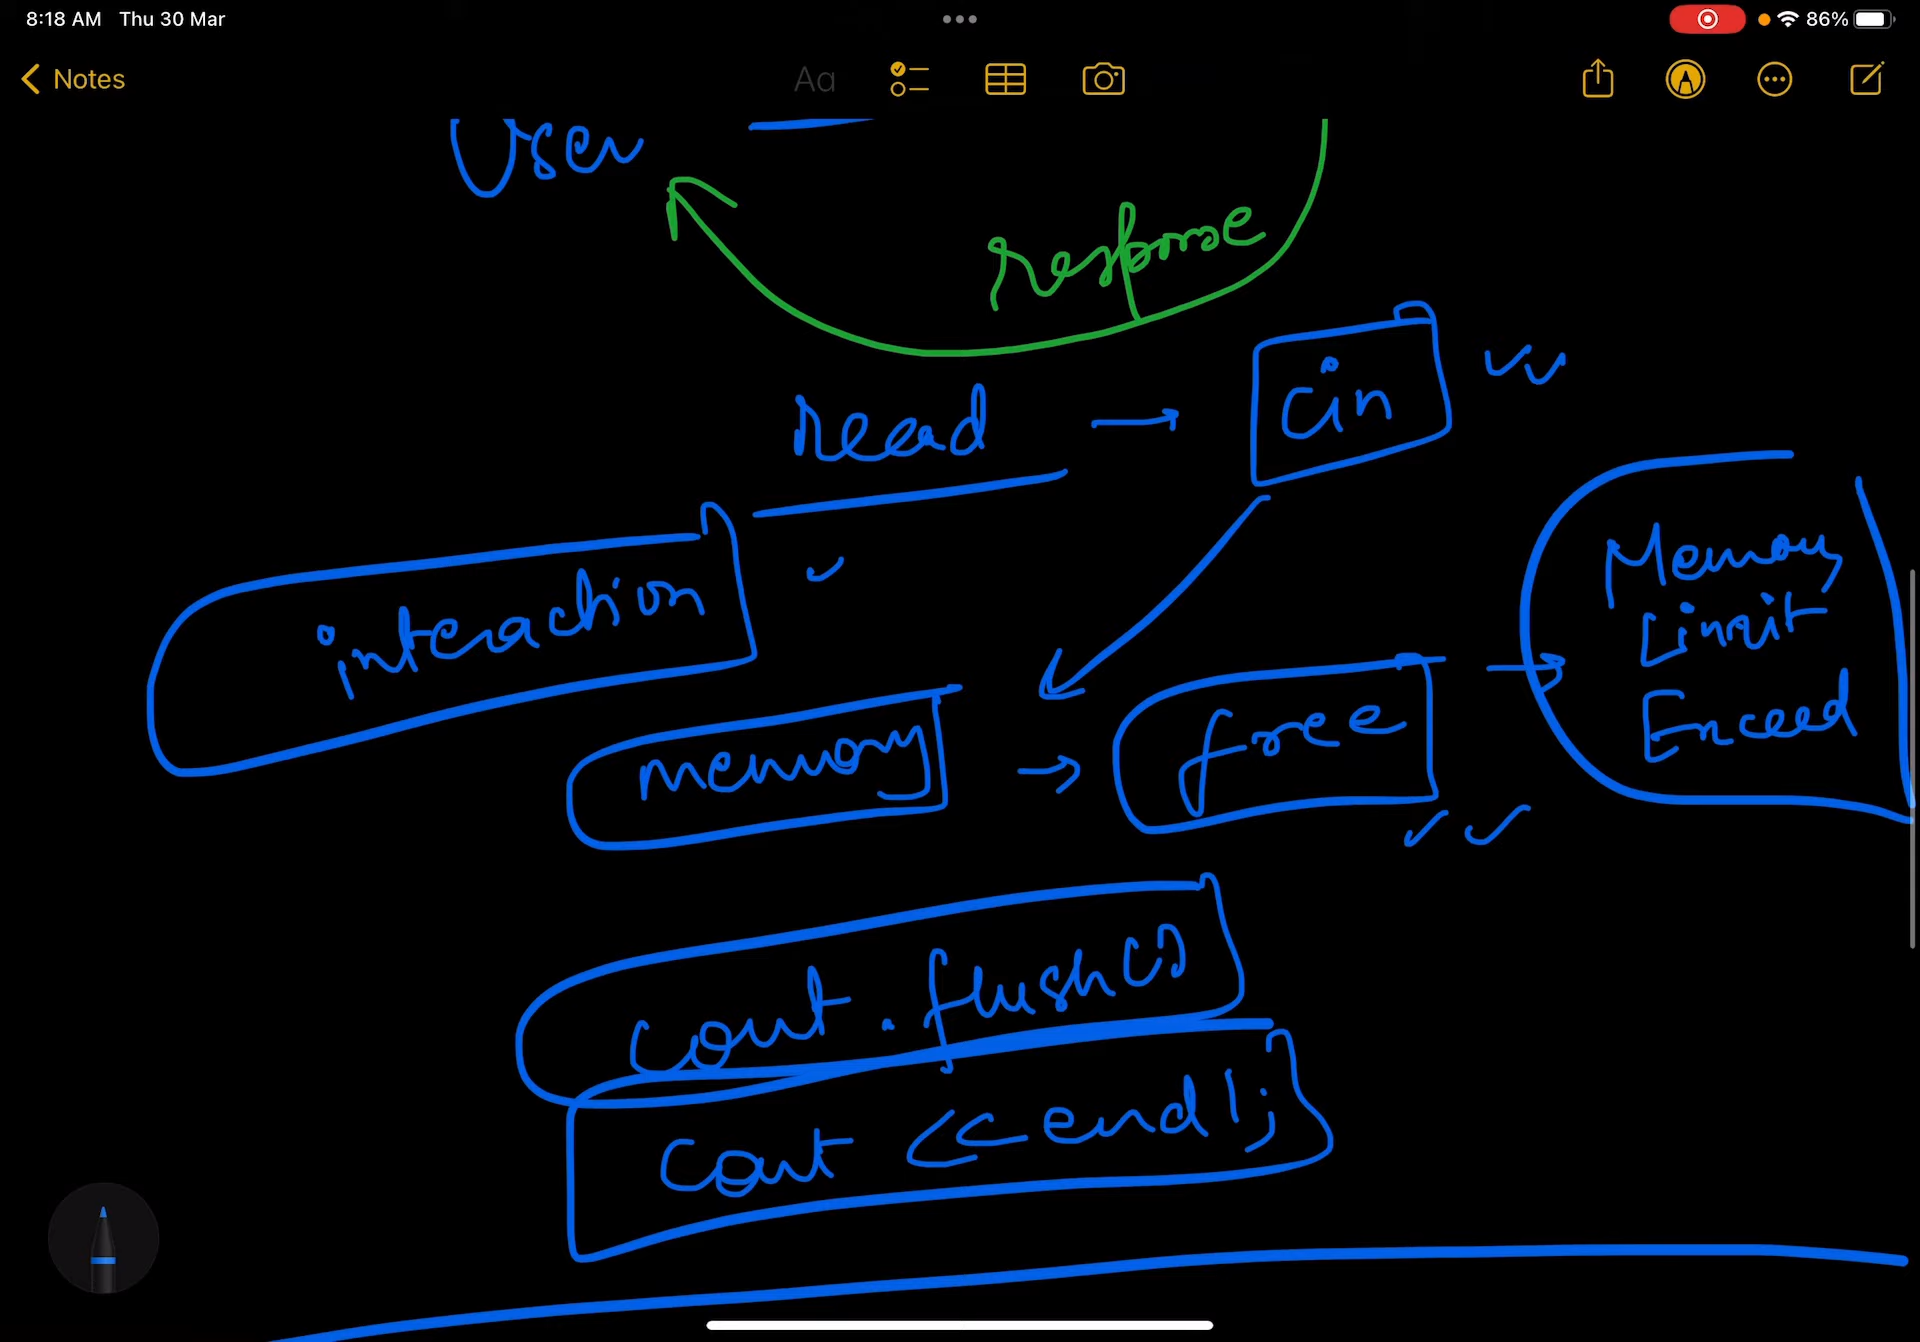 8:18 AM Thu 30 Mar
86%
Notes
Aa
User
response
read → cin
interaction
Memory
Limit
Exceed
memory → free →
cout.flush()
cout << endl;